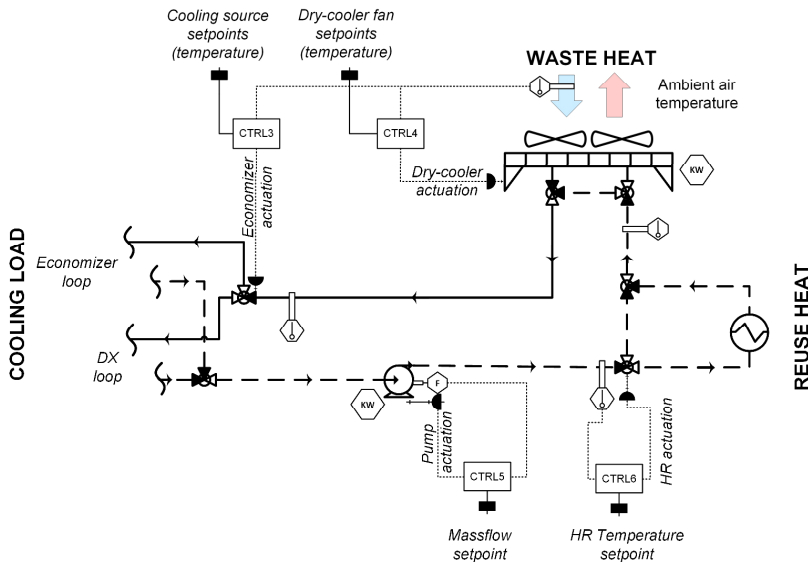 Cooling source
setpoints
(temperature)
Dry-cooler fan
setpoints
(temperature)
WASTE HEAT
Ambient air
temperature
CTRL3
CTRL4
KW
Dry-cooler
actuation
Economizer
actuation
COOLING LOAD
Economizer
loop
DX
loop
REUSE HEAT
F
KW
Pump
actuation
HR actuation
CTRL5
CTRL6
Massflow
setpoint
HR Temperature
setpoint